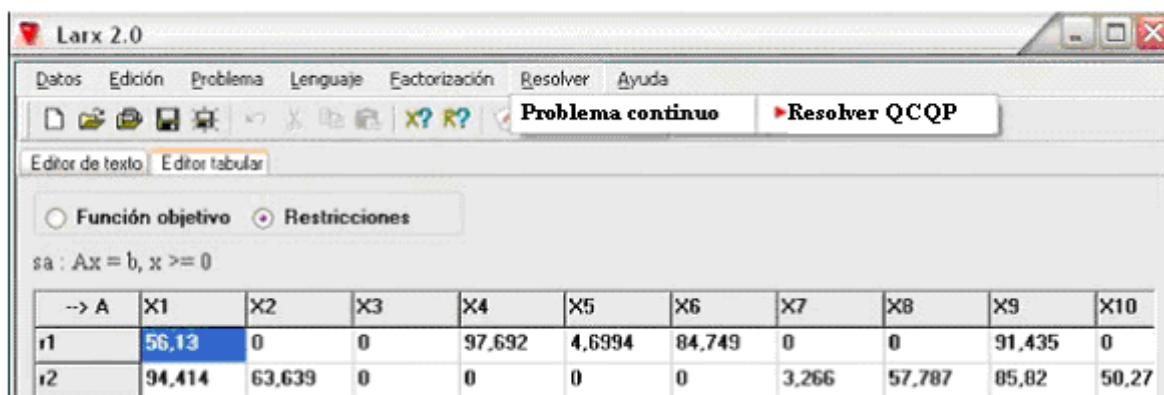 Larx 2.0
Datos Edición Problema Lenguaje Factorización Resolver Ayuda
X? R? Problema continuo Resolver QCQP
Editor de texto Editor tabular
Función objetivo Restricciones
sa : Ax = b, x >= 0
--> A X1 X2 X3 X4 X5 X6 X7 X8 X9 X10
r1 56,13 0 0 97,692 4,6994 84,749 0 0 91,435 0
r2 94,414 63,639 0 0 0 0 3,266 57,787 85,82 50,27